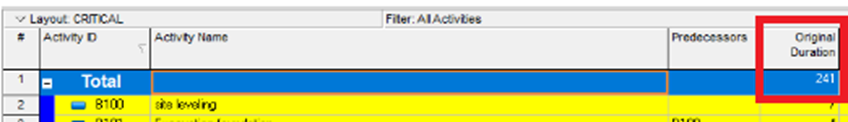 Layout: CRITICAL Filter: All Activities
# Activity ID Activity Name Predecessors Original Duration
1 Total 241
2 B100 site leveling 7